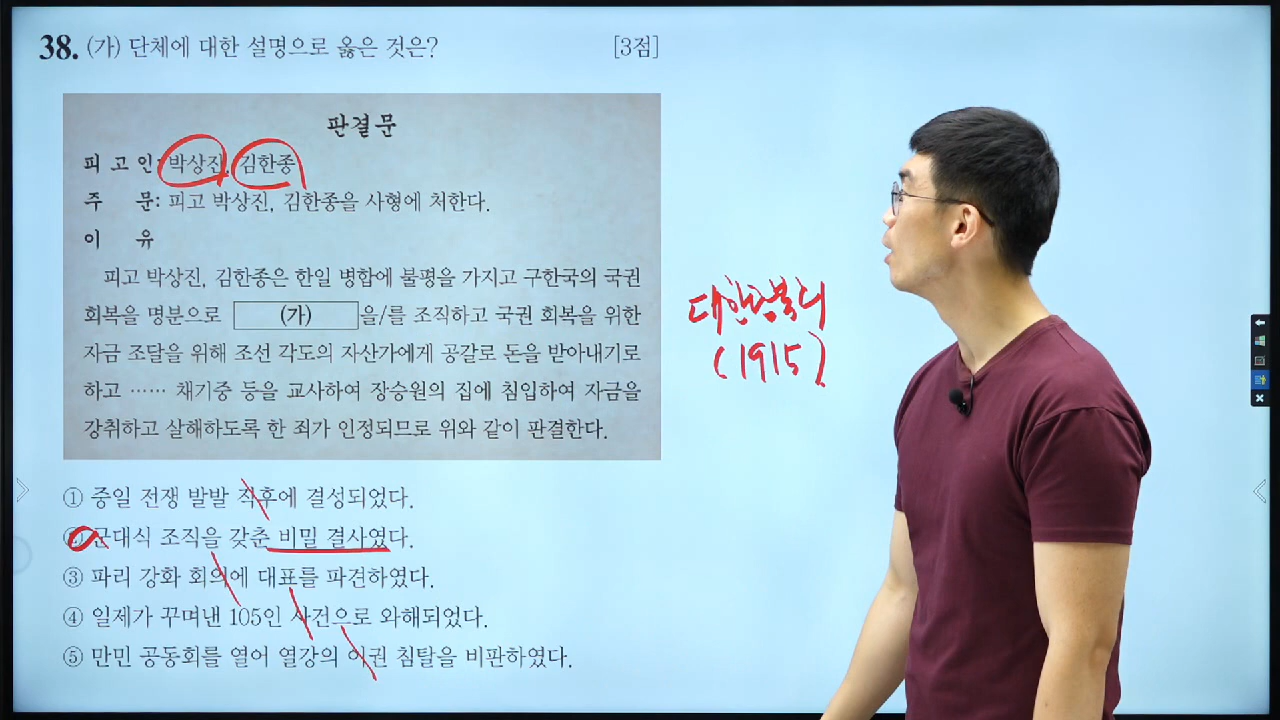 38. (가) 단체에 대한 설명으로 옳은 것은? [3점]
판결문
피 고 인: 박상진, 김한종
주 문: 피고 박상진, 김한종을 사형에 처한다.
이 유
피고 박상진, 김한종은 한일 병합에 불평을 가지고 구한국의 국권
회복을 명분으로 (가) 을/를 조직하고 국권 회복을 위한
자금 조달을 위해 조선 각도의 자산가에게 공갈로 돈을 받아내기로
하고 …… 채기중 등을 교사하여 장승원의 집에 침입하여 자금을
강취하고 살해하도록 한 죄가 인정되므로 위와 같이 판결한다.
대한광복회
(1915)
① 중일 전쟁 발발 직후에 결성되었다.
② 군대식 조직을 갖춘 비밀 결사였다.
③ 파리 강화 회의에 대표를 파견하였다.
④ 일제가 꾸며낸 105인 사건으로 와해되었다.
⑤ 만민 공동회를 열어 열강의 이권 침탈을 비판하였다.